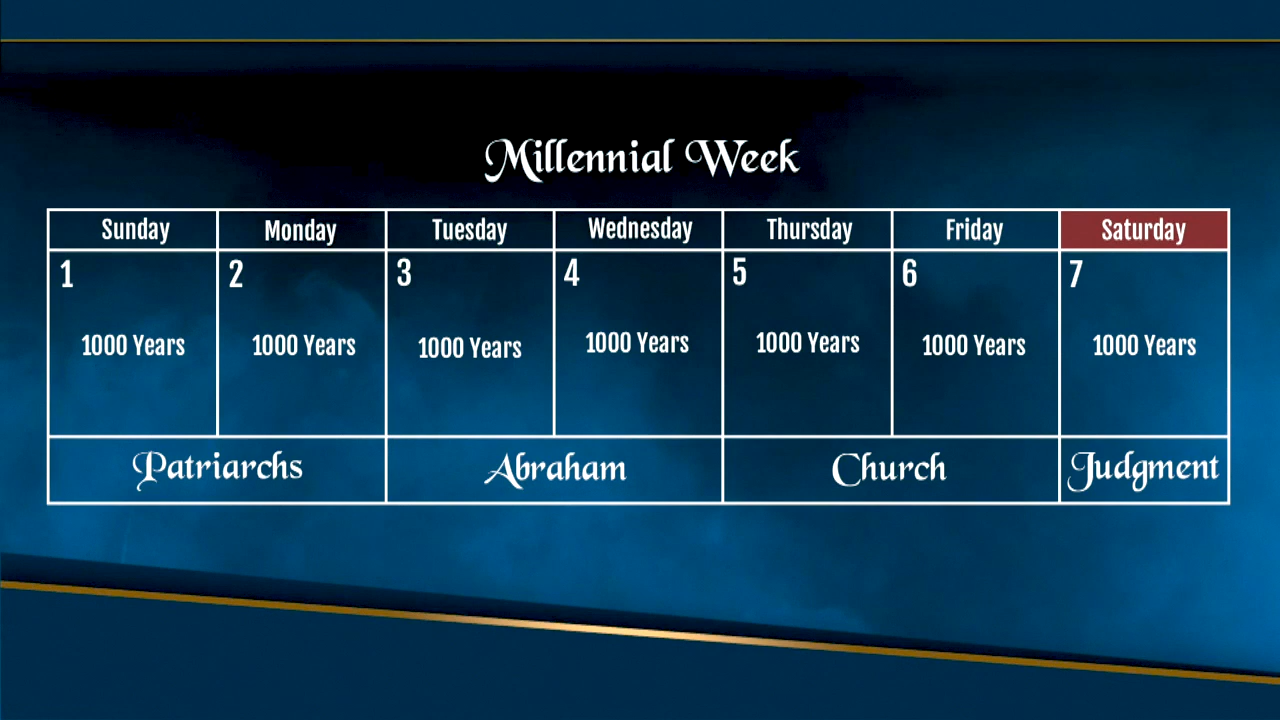 Millennial Week
Sunday Monday Tuesday Wednesday Thursday Friday Saturday
1 2 3 4 5 6 7
1000 Years 1000 Years 1000 Years 1000 Years 1000 Years 1000 Years 1000 Years
Patriarchs Abraham Church Judgment